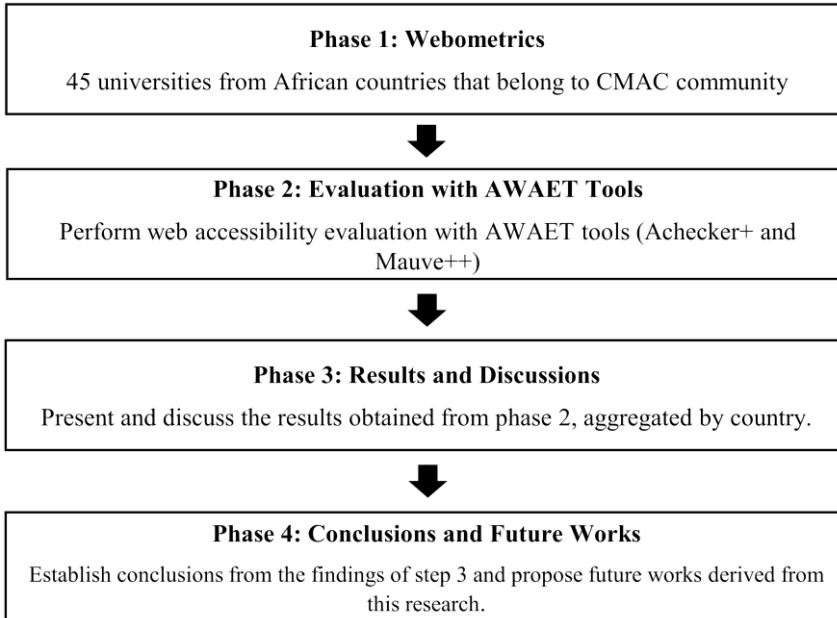 Phase 1: Webometrics
45 universities from African countries that belong to CMAC community
Phase 2: Evaluation with AWAET Tools
Perform web accessibility evaluation with AWAET tools (Achecker+ and
Mauve++)
Phase 3: Results and Discussions
Present and discuss the results obtained from phase 2, aggregated by country.
Phase 4: Conclusions and Future Works
Establish conclusions from the findings of step 3 and propose future works derived from
this research.